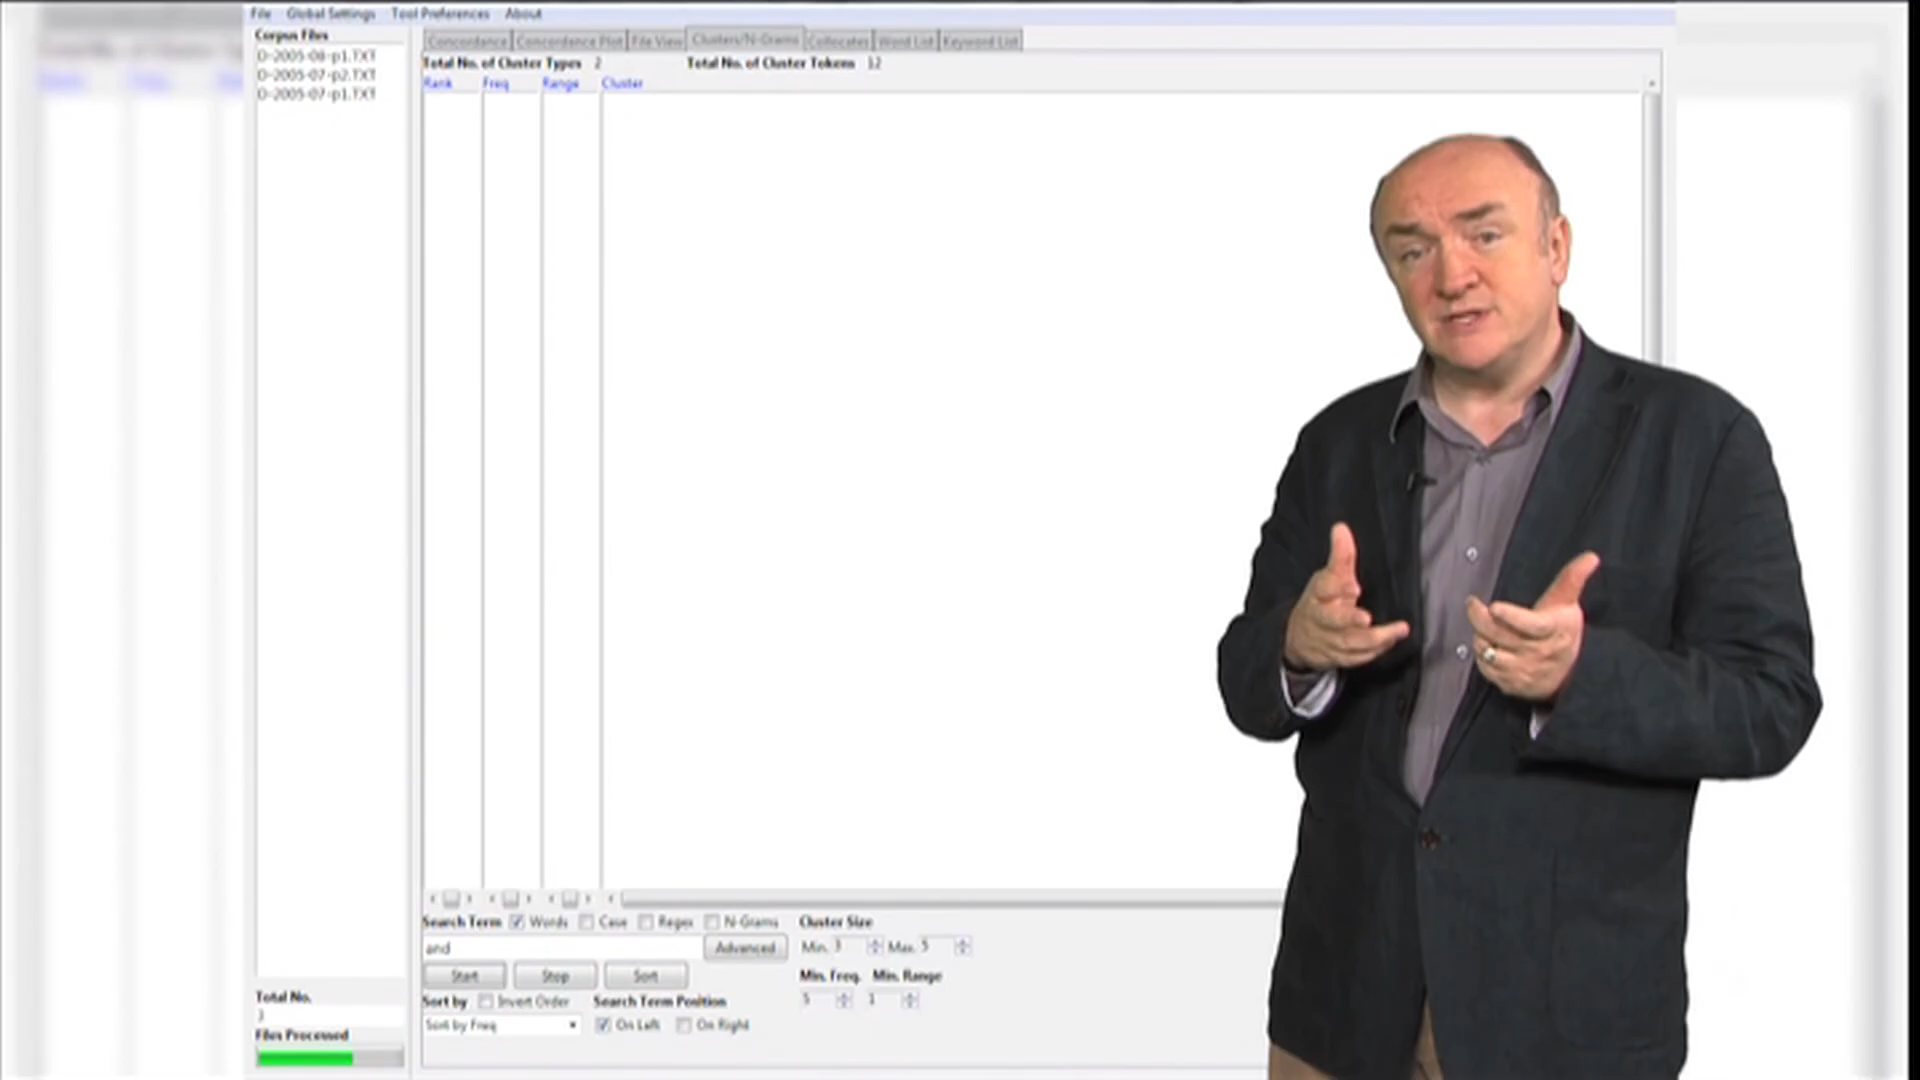 File Global Settings Tool Preferences About
Corpus Files
O-2005-08-p1.TXT
O-2005-07-p2.TXT
O-2005-07-p1.TXT
Concordance Concordance Plot File View Clusters/N-Grams Collocates Word List Keyword List
Total No. of Cluster Types 2 Total No. of Cluster Tokens 12
Rank Freq Range Cluster
Search Term Words Case Regex N-Grams Cluster Size
and Advanced Min. 3 Max. 5
Start Stop Sort Min. Freq. Min. Range
Sort by Invert Order Search Term Position 5 1
Sort by Freq On Left On Right
Total No.
3
Files Processed